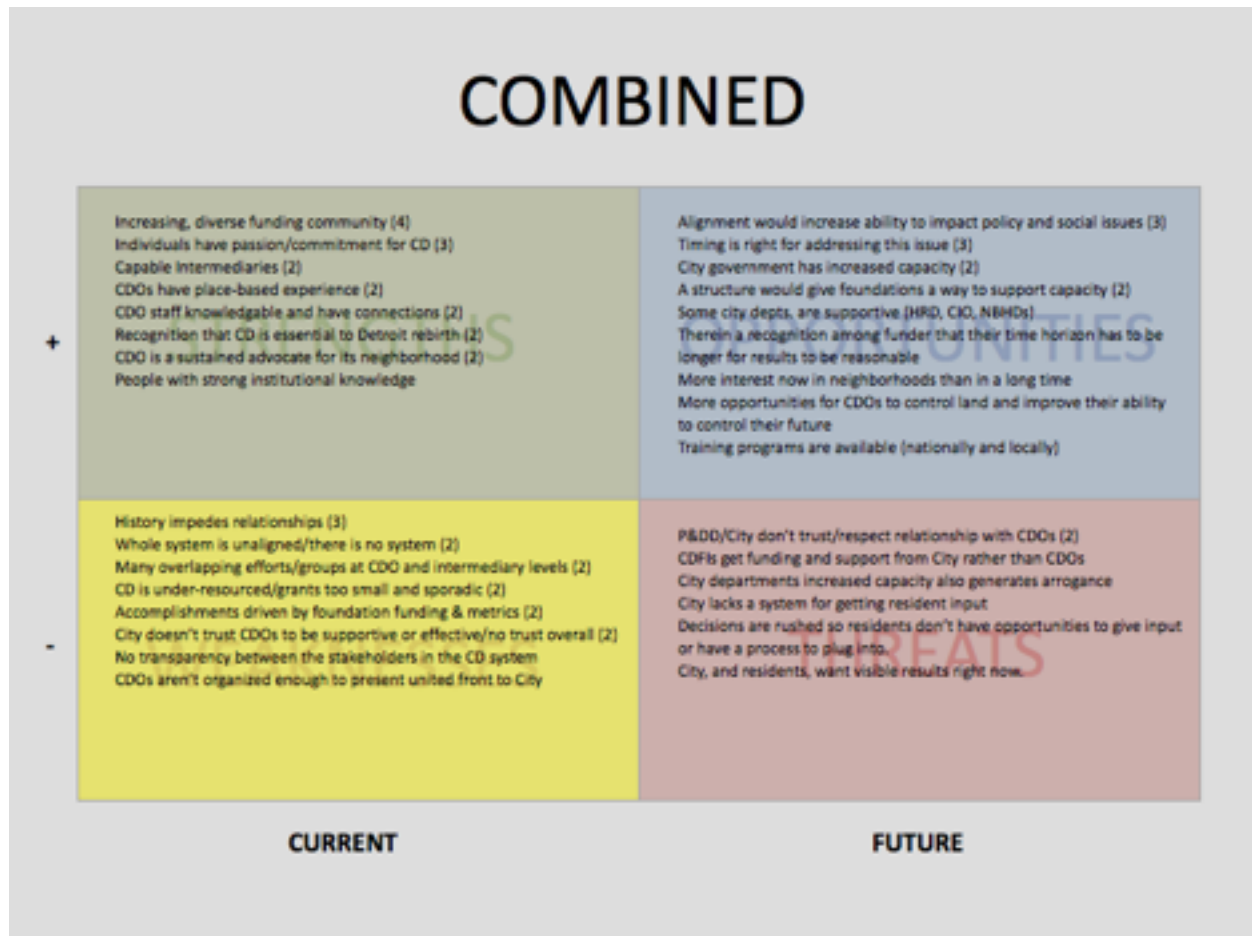 COMBINED
Increasing, diverse funding community (4)
Individuals have passion/commitment for CD (3)
Capable Intermediaries (2)
CDOs have place-based experience (2)
CDO staff knowledgable and have connections (2)
Recognition that CD is essential to Detroit rebirth (2)
CDO is a sustained advocate for its neighborhood (2)
People with strong institutional knowledge
Alignment would increase ability to impact policy and social issues (3)
Timing is right for addressing this issue (3)
City government has increased capacity (2)
A structure would give foundations a way to support capacity (2)
Some city depts. are supportive (HRD, CIO, NBHDs)
Therein a recognition among funder that their time horizon has to be
longer for results to be reasonable
More interest now in neighborhoods than in a long time
More opportunities for CDOs to control land and improve their ability
to control their future
Training programs are available (nationally and locally)
OPPORTUNITIES
+
History impedes relationships (3)
Whole system is unaligned/there is no system (2)
Many overlapping efforts/groups at CDO and intermediary levels (2)
CD is under-resourced/grants too small and sporadic (2)
Accomplishments driven by foundation funding & metrics (2)
City doesn't trust CDOs to be supportive or effective/no trust overall (2)
No transparency between the stakeholders in the CD system
CDOs aren't organized enough to present united front to City
P&DD/City don't trust/respect relationship with CDOs (2)
CDFIs get funding and support from City rather than CDOs
City departments increased capacity also generates arrogance
City lacks a system for getting resident input
Decisions are rushed so residents don't have opportunities to give input
or have a process to plug into.
City, and residents, want visible results right now.
THREATS
-
CURRENT
FUTURE